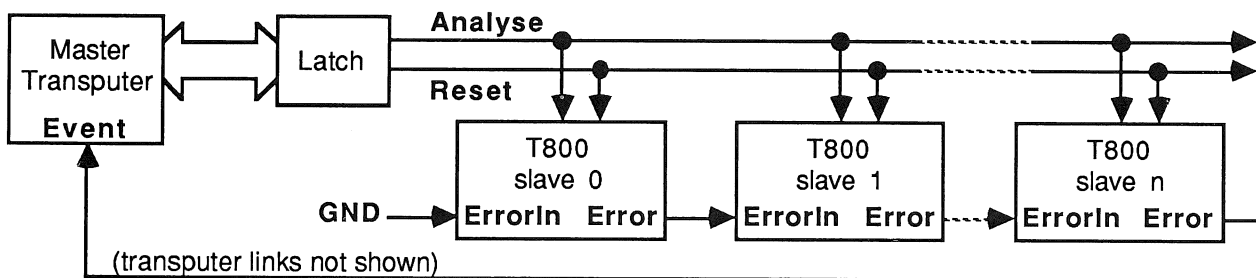 Master
Transputer
Event
Latch
Analyse
Reset
T800
slave 0
ErrorIn Error
T800
slave 1
ErrorIn Error
T800
slave n
ErrorIn Error
GND
(transputer links not shown)